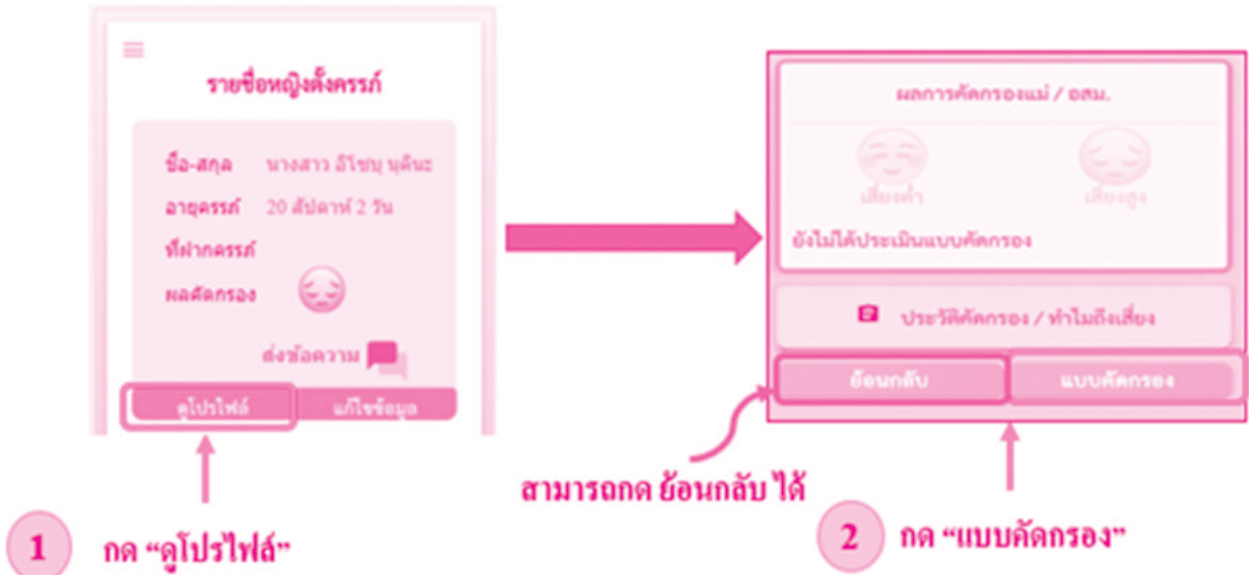 รายชื่อหญิงตั้งครรภ์
ชื่อ-สกุล นางสาว อีโซบุ นุดินะ
อายุครรภ์ 20 สัปดาห์ 2 วัน
ที่ฝากครรภ์
ผลคัดกรอง
ส่งข้อความ
ดูโปรไฟล์ แก้ไขข้อมูล
1 กด “ดูโปรไฟล์”
ผลการคัดกรองแม่ / อสม.
เสี่ยงต่ำ เสี่ยงสูง
ยังไม่ได้ประเมินแบบคัดกรอง
ประวัติคัดกรอง / ทำไมถึงเสี่ยง
ย้อนกลับ แบบคัดกรอง
สามารถกด ย้อนกลับ ได้
2 กด “แบบคัดกรอง”